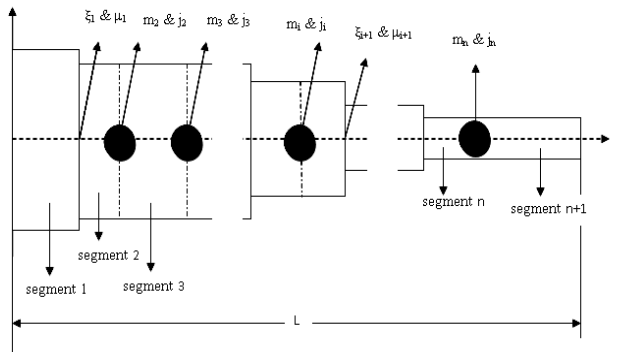 ξ₁ & μ₁
m₂ & j₂
m₃ & j₃
mᵢ & jᵢ
ξᵢ₊₁ & μᵢ₊₁
mₙ & jₙ
segment n
segment n+1
segment 2
segment 3
segment 1
L